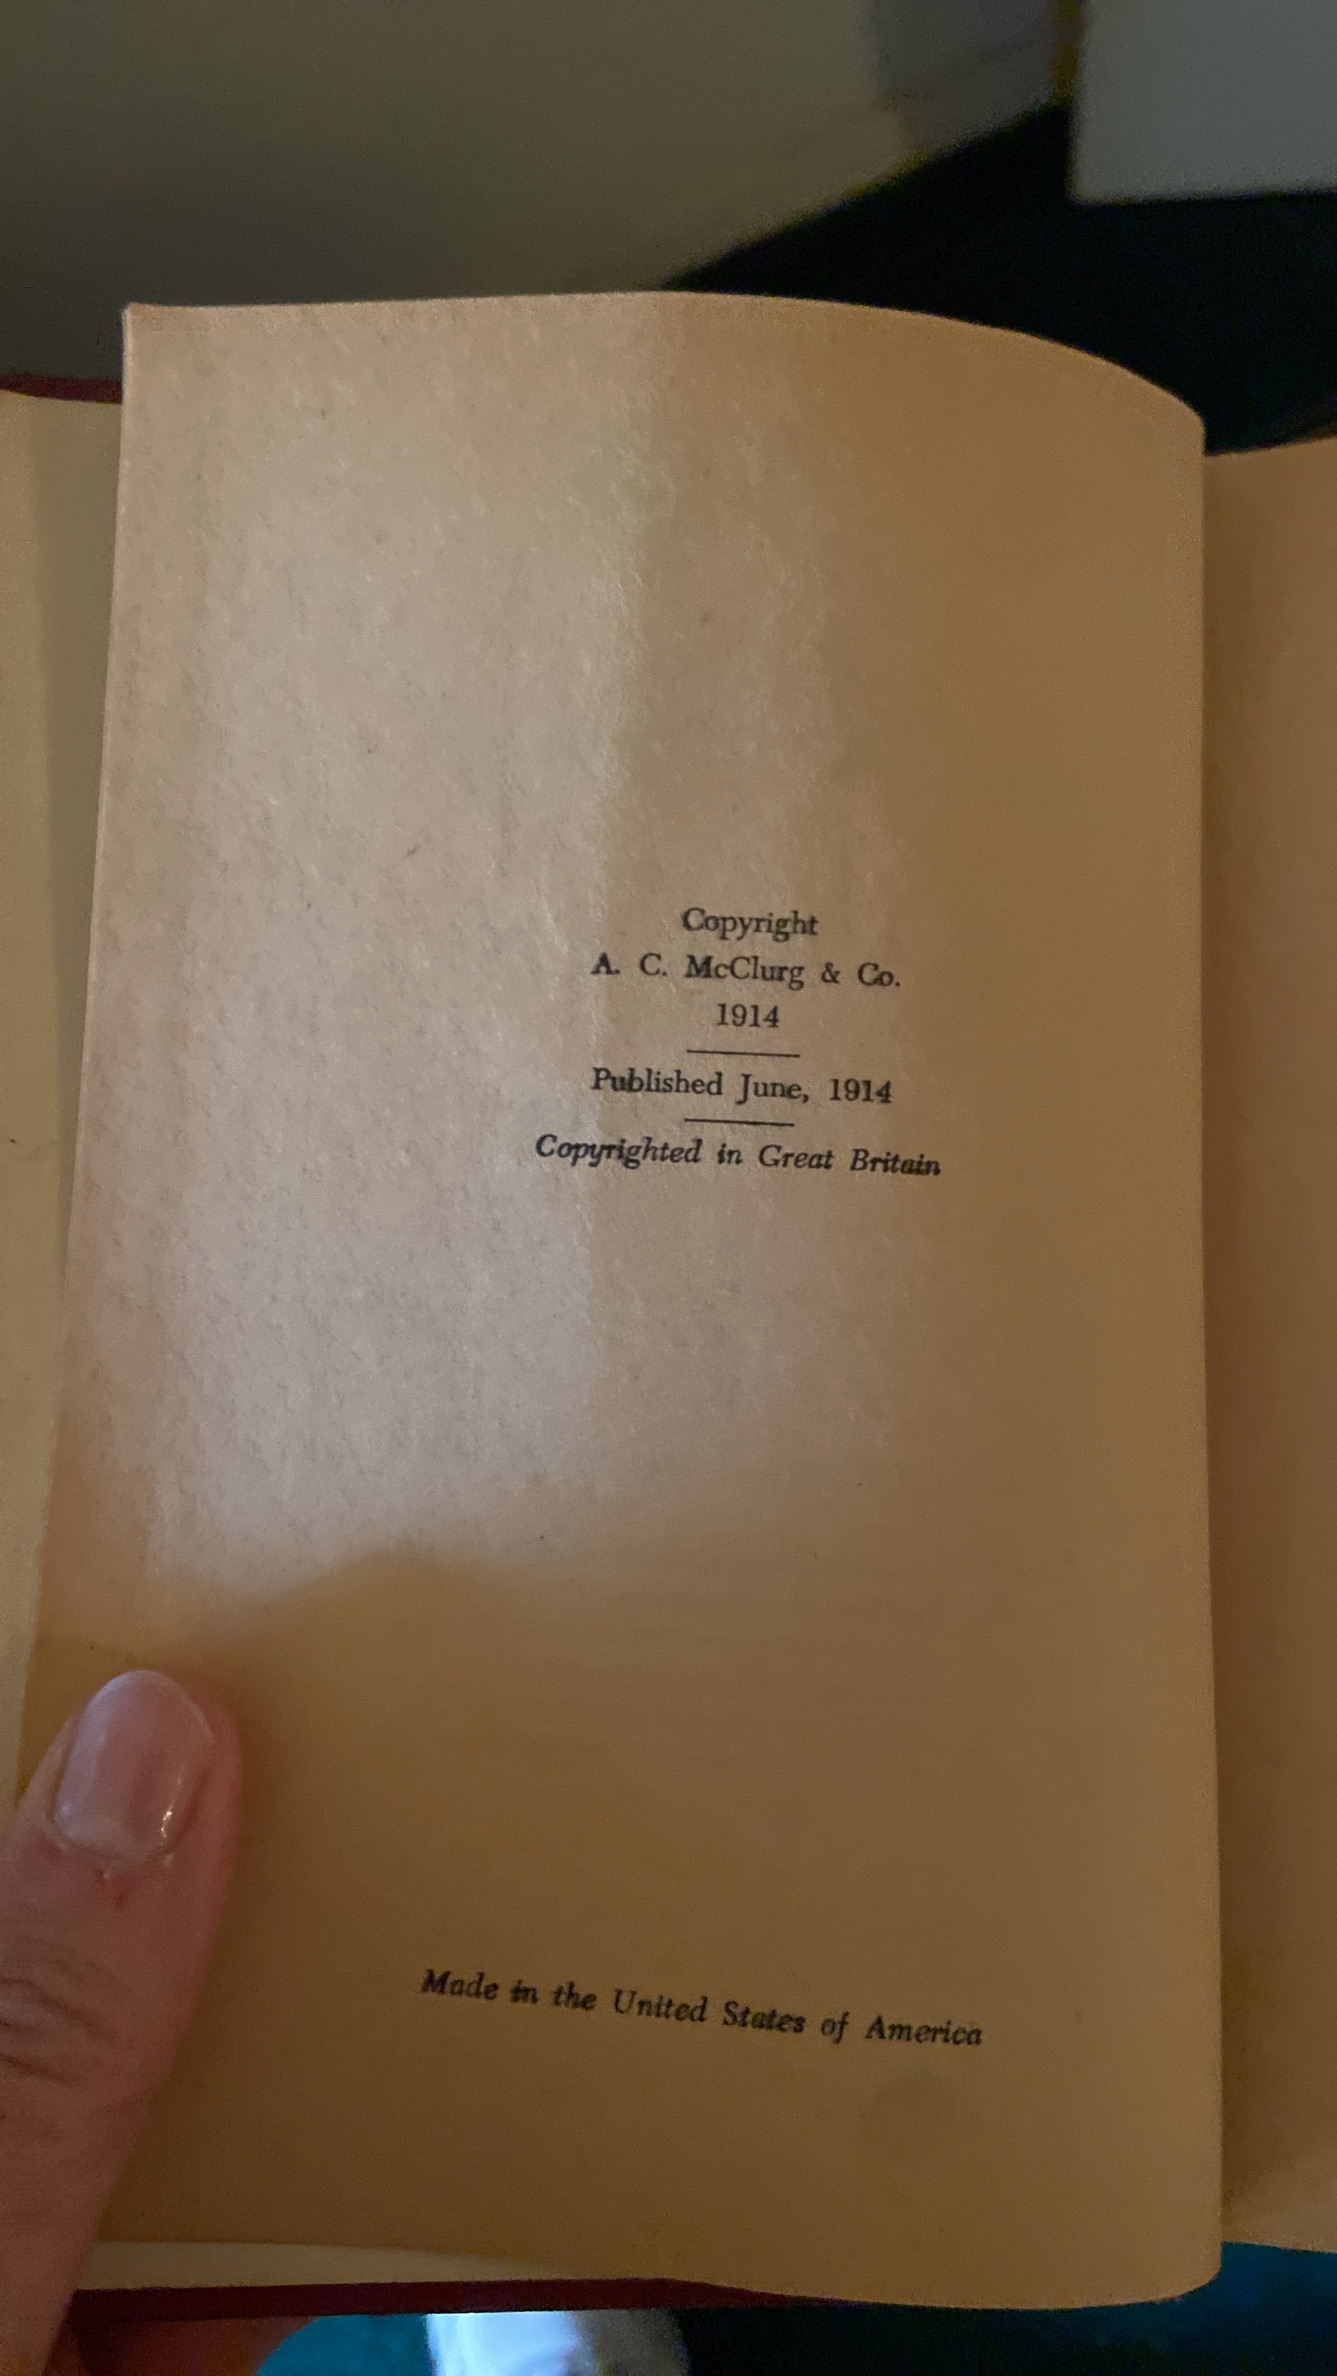 Copyright
A. C. McClurg & Co.
1914
Published June, 1914
Copyrighted in Great Britain
Made in the United States of America